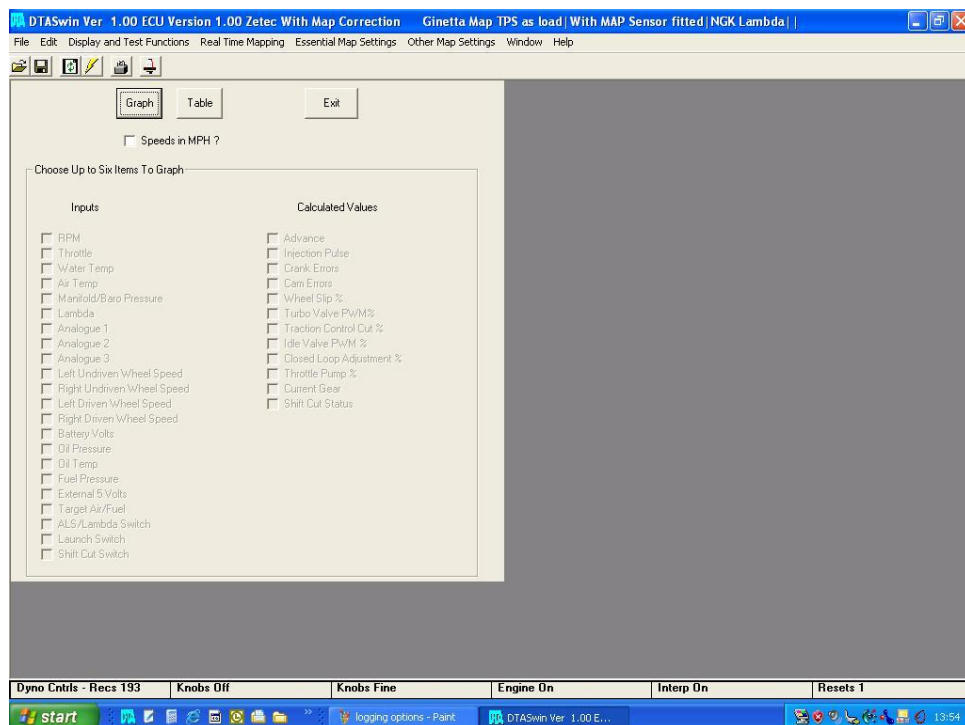 DTASwin Ver 1.00 ECU Version 1.00 Zetec With Map Correction Ginetta Map TPS as load|With MAP Sensor fitted|NGK Lambda| |
File Edit Display and Test Functions Real Time Mapping Essential Map Settings Other Map Settings Window Help
Graph Table Exit
Speeds in MPH ?
Choose Up to Six Items To Graph
Inputs Calculated Values
RPM Advance
Throttle Injection Pulse
Water Temp Crank Errors
Air Temp Cam Errors
Manifold/Baro Pressure Wheel Slip %
Lambda Turbo Valve PWM%
Analogue 1 Traction Control Cut %
Analogue 2 Idle Valve PWM %
Analogue 3 Closed Loop Adjustment %
Left Undriven Wheel Speed Throttle Pump %
Right Undriven Wheel Speed Current Gear
Left Driven Wheel Speed Shift Cut Status
Right Driven Wheel Speed
Battery Volts
Oil Pressure
Oil Temp
Fuel Pressure
External 5 Volts
Target Air/Fuel
ALS/Lambda Switch
Launch Switch
Shift Cut Switch
Dyno Cntrls - Recs 193 Knobs Off Knobs Fine Engine On Interp On Resets 1
start logging options - Paint DTASwin Ver 1.00 E... 13:54